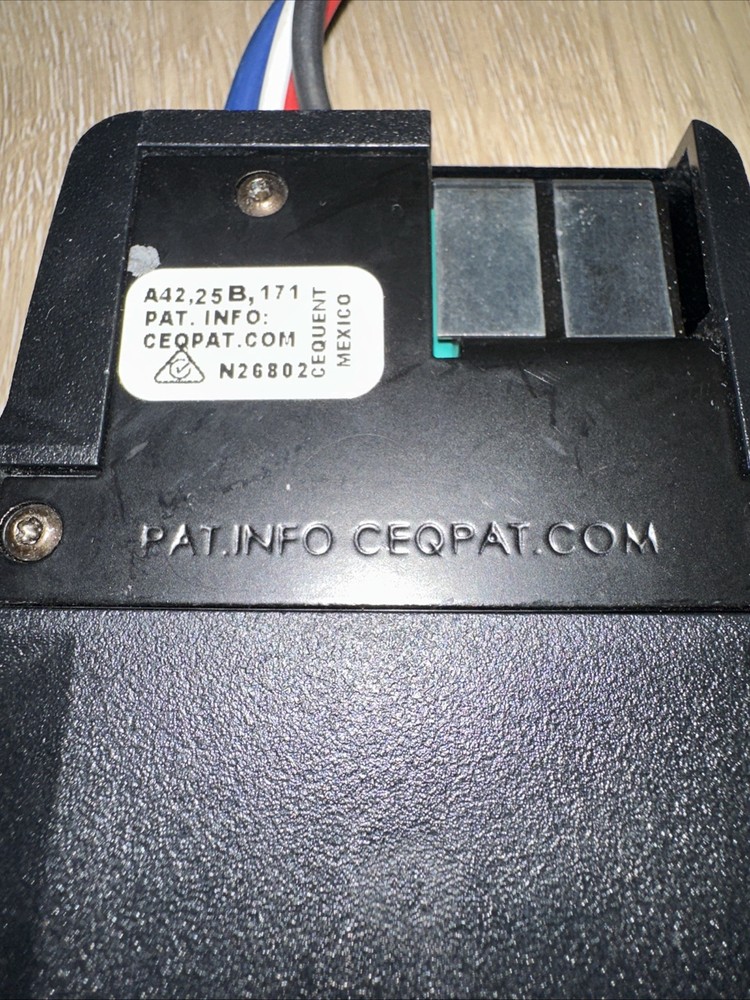 A42,25B,171
PAT. INFO:
CEQPAT.COM
N26802
CEQUENT
MEXICO
PAT.INFO CEQPAT.COM